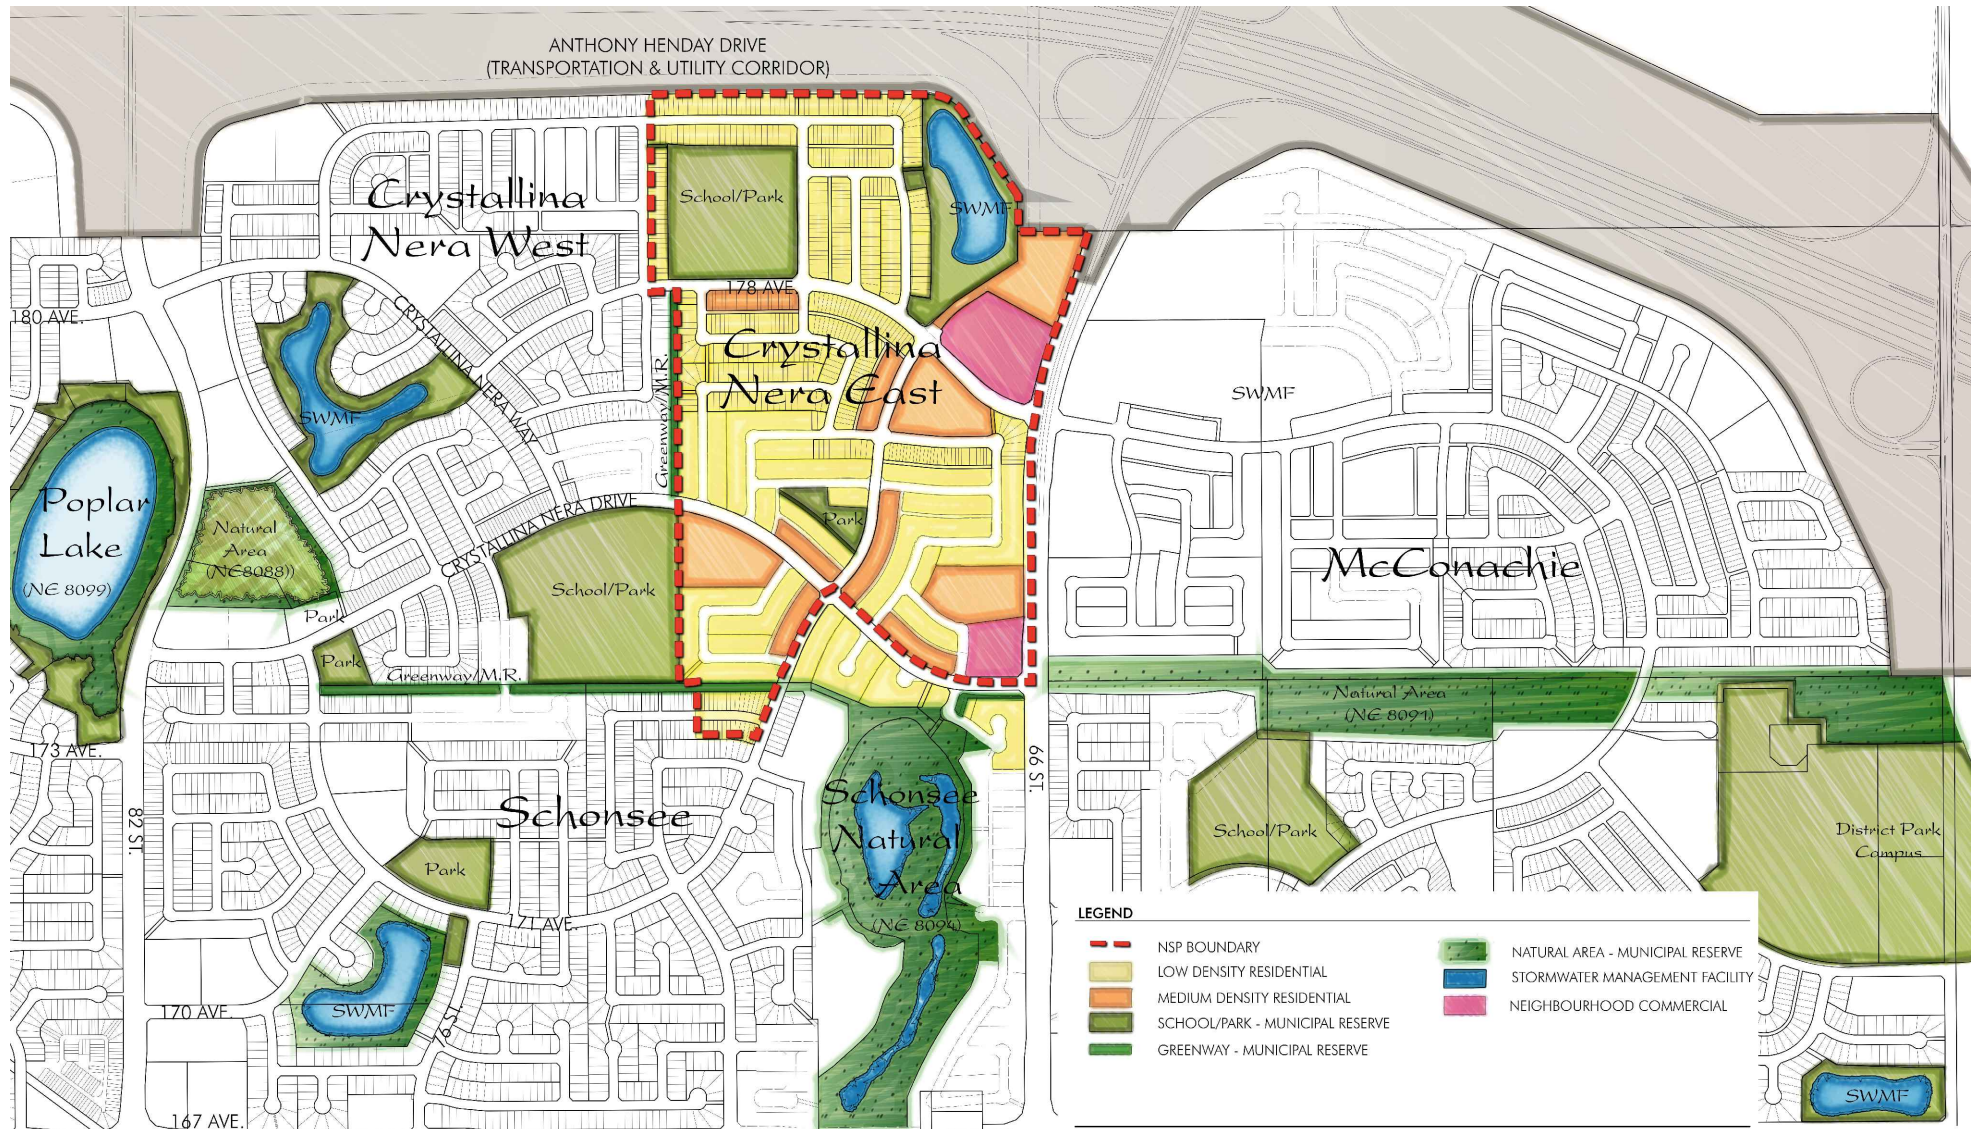 ANTHONY HENDAY DRIVE
(TRANSPORTATION & UTILITY CORRIDOR)
Crystallina
Nera West
School/Park
SWMF
178 AVE.
180 AVE.
CRYSTALLINA NERA WAY
Crystallina
Nera East
Greenway/M.R.
SWMF
SWMF
Poplar
Lake
(NE 8099)
Natural
Area
(NE8088))
CRYSTALLINA NERA DRIVE
Park
School/Park
McConachie
Park
Park
Greenway/M.R.
Natural Area
(NE 8091)
173 AVE.
66 ST.
82 ST.
Schonsee
Schonsee
Natural
Area
(NE 8094)
School/Park
District Park
Campus
Park
171 AVE.
SWMF
170 AVE.
76 ST.
167 AVE.
LEGEND
NSP BOUNDARY
LOW DENSITY RESIDENTIAL
MEDIUM DENSITY RESIDENTIAL
SCHOOL/PARK - MUNICIPAL RESERVE
GREENWAY - MUNICIPAL RESERVE
NATURAL AREA - MUNICIPAL RESERVE
STORMWATER MANAGEMENT FACILITY
NEIGHBOURHOOD COMMERCIAL
SWMF